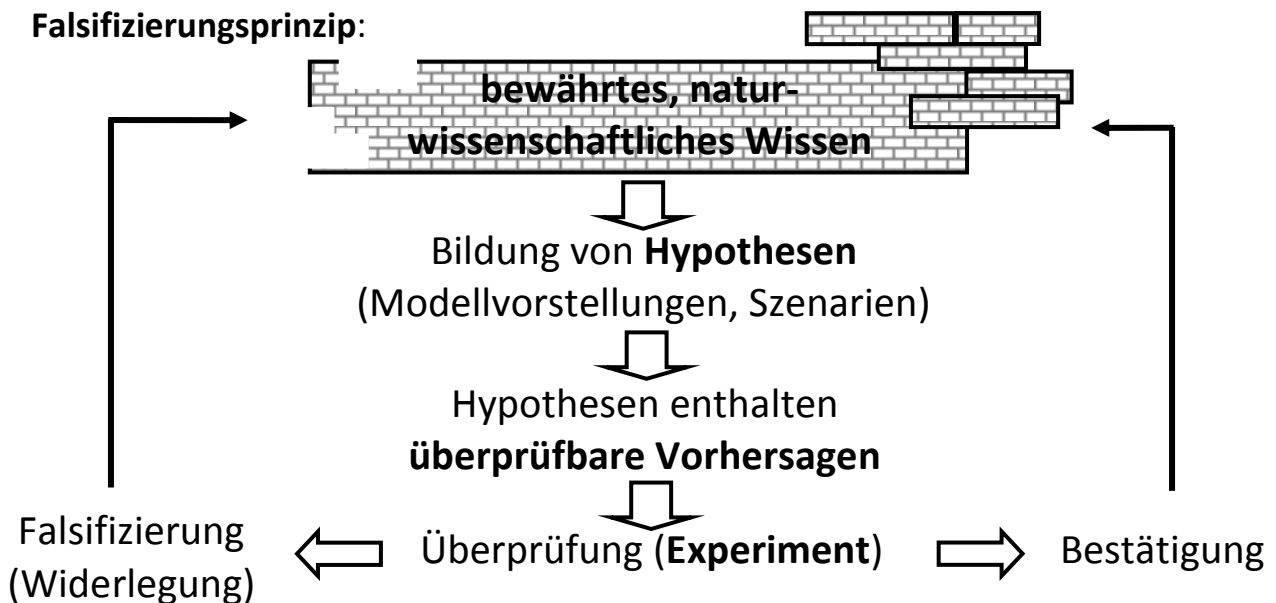 Falsifizierungsprinzip:
bewährtes, natur-
wissenschaftliches Wissen
Bildung von Hypothesen
(Modellvorstellungen, Szenarien)
Hypothesen enthalten
überprüfbare Vorhersagen
Falsifizierung
(Widerlegung)
Überprüfung (Experiment)
Bestätigung